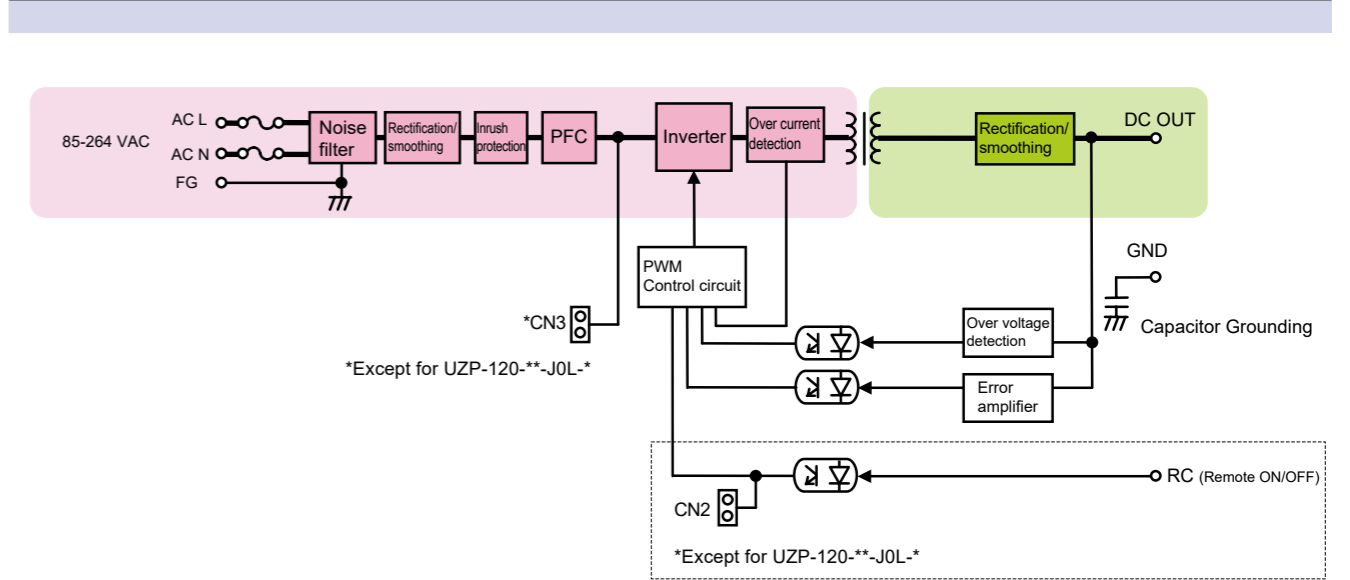 85-264 VAC
AC L
AC N
FG
Noise
filter
Rectification/
smoothing
Inrush
protection
PFC
Inverter
Over current
detection
Rectification/
smoothing
DC OUT
PWM
Control circuit
GND
Capacitor Grounding
*CN3
*Except for UZP-120-**-J0L-*
Over voltage
detection
Error
amplifier
RC (Remote ON/OFF)
CN2
*Except for UZP-120-**-J0L-*